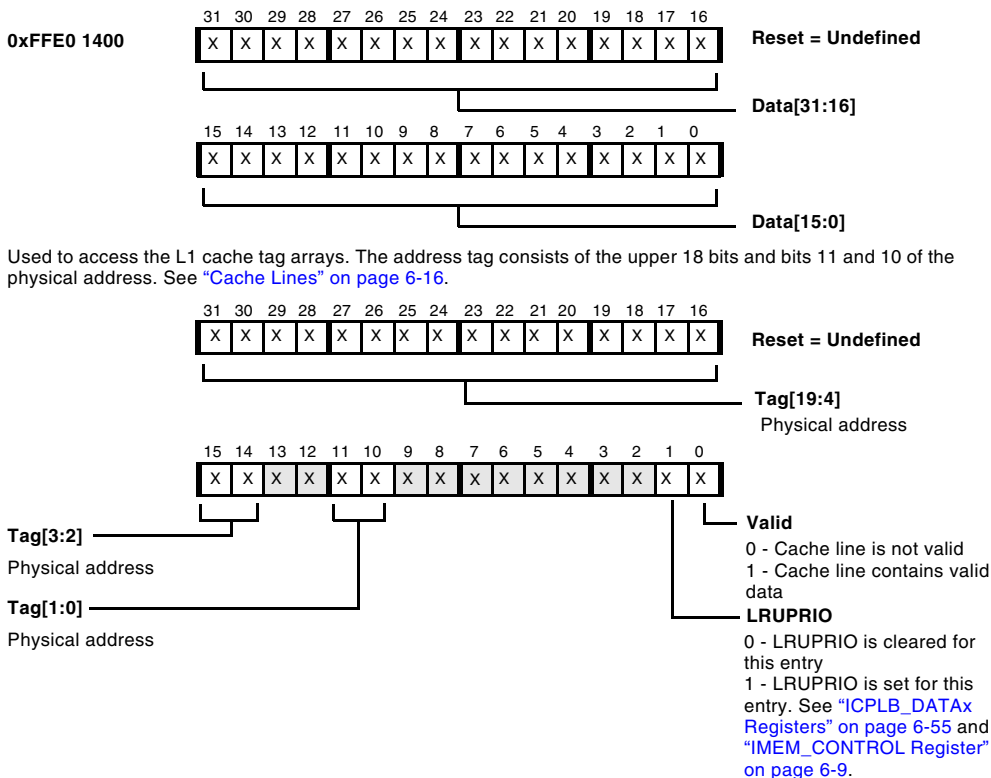 31 30 29 28 27 26 25 24 23 22 21 20 19 18 17 16
0xFFE0 1400
X X X X X X X X X X X X X X X X
Reset = Undefined
Data[31:16]
15 14 13 12 11 10 9 8 7 6 5 4 3 2 1 0
X X X X X X X X X X X X X X X X
Data[15:0]
Used to access the L1 cache tag arrays. The address tag consists of the upper 18 bits and bits 11 and 10 of the
physical address. See “Cache Lines” on page 6-16.
31 30 29 28 27 26 25 24 23 22 21 20 19 18 17 16
X X X X X X X X X X X X X X X X
Reset = Undefined
Tag[19:4]
Physical address
15 14 13 12 11 10 9 8 7 6 5 4 3 2 1 0
X X X X X X X X X X X X X X X X
Tag[3:2]
Physical address
Tag[1:0]
Physical address
Valid
0 - Cache line is not valid
1 - Cache line contains valid
data
LRUPRIO
0 - LRUPRIO is cleared for
this entry
1 - LRUPRIO is set for this
entry. See “ICPLB_DATAx
Registers” on page 6-55 and
“IMEM_CONTROL Register”
on page 6-9.